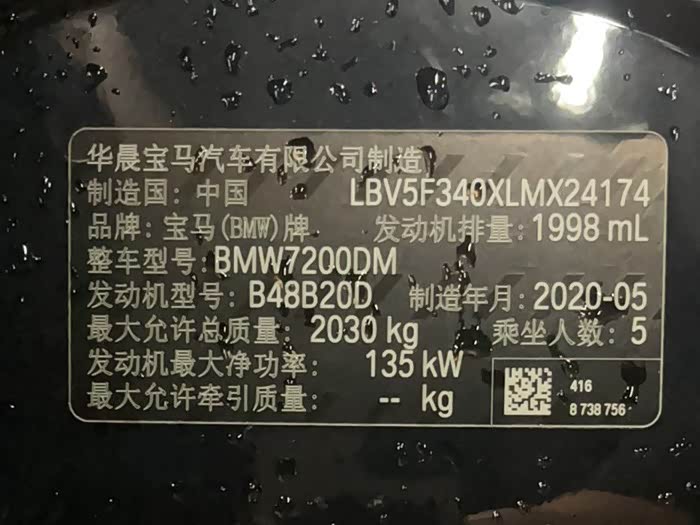 华晨宝马汽车有限公司制造
制造国: 中国 LBV5F340XLMX24174
品牌: 宝马(BMW)牌 发动机排量: 1998 mL
整车型号: BMW7200DM
发动机型号: B48B20D 制造年月: 2020-05
最大允许总质量: 2030 kg 乘坐人数: 5
发动机最大净功率: 135 kW
最大允许牵引质量: -- kg
416
8 738 756